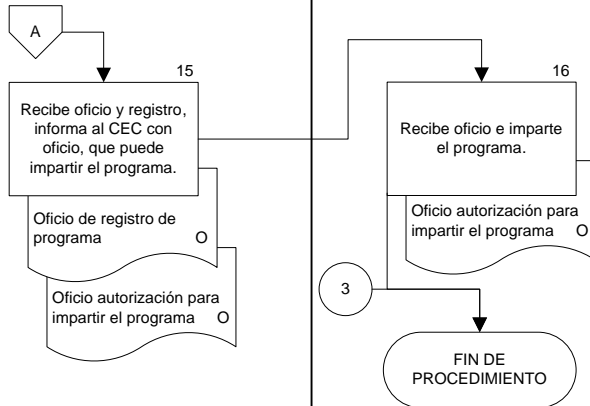 A
15
Recibe oficio y registro,
informa al CEC con
oficio, que puede
impartir el programa.
Oficio de registro de
programa O
Oficio autorización para
impartir el programa O
16
Recibe oficio e imparte
el programa.
Oficio autorización para
impartir el programa O
3
FIN DE
PROCEDIMIENTO